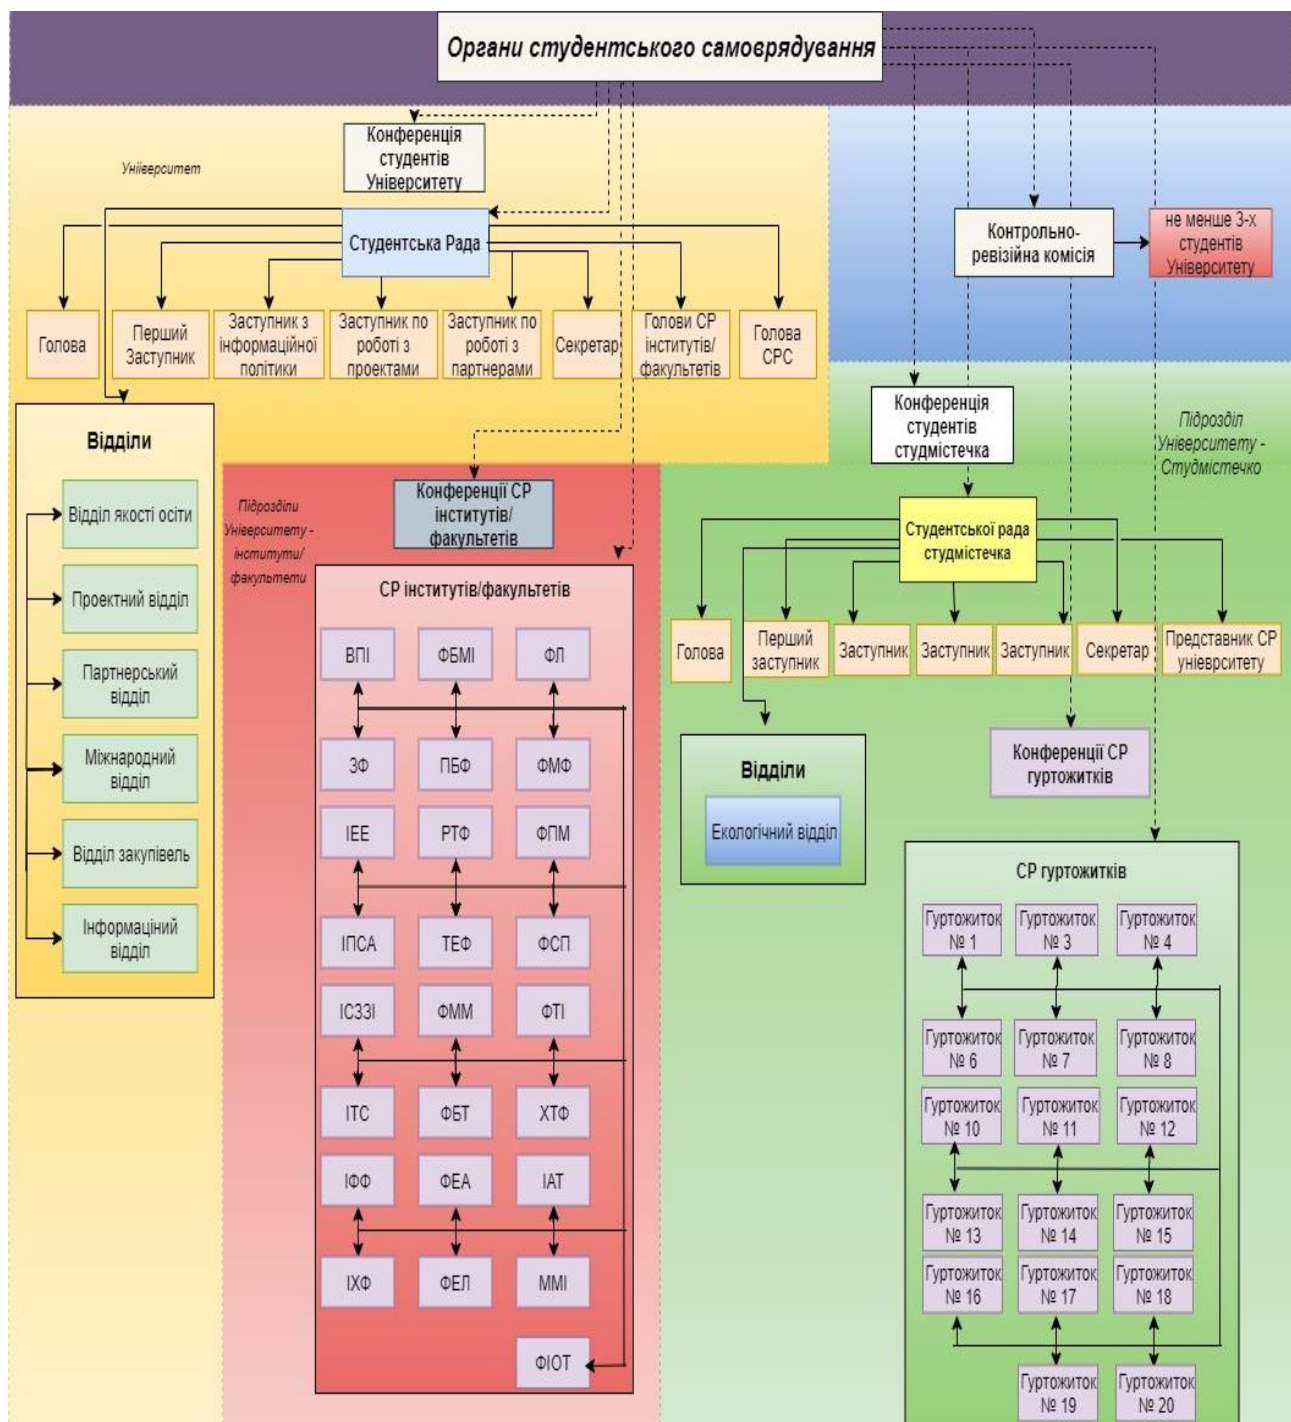 Органи студентського самоврядування
Уніієрситет
Конференція
студентів
Університету
Студентська Рада
Голова
Перший
Заступник
Заступник з
інформаційної
політики
Заступник по
роботі з
проектами
Заступник по
роботі з
партнерами
Секретар
Голови СР
інститутів/
факультетів
Голова
СРС
Контрольно-
ревізійна комісія
не менше 3-х
студентів
Університету
Відділи
Відділ якості осіти
Проектний відділ
Партнерський
відділ
Міжнародний
відділ
Відділ закупівель
Інформаціний
відділ
Підрозділи
Університету -
інститути/
факультети
Конференції СР
інститутів/
факультетів
СР інститутів/факультетів
ВПІ
ФБМІ
ФЛ
ЗФ
ПБФ
ФМФ
ІЕЕ
РТФ
ФПМ
ІПСА
ТЕФ
ФСП
ІСЗЗІ
ФММ
ФТІ
ІТС
ФБТ
ХТФ
ІФФ
ФЕА
ІАТ
ІХФ
ФЕЛ
ММІ
ФІОТ
Підрозділ
Університету -
Студмістечко
Конференція
студентів
студмістечка
Студентської рада
студмістечка
Голова
Перший
заступник
Заступник
Заступник
Заступник
Секретар
Представник СР
уніеврситету
Відділи
Екологічний відділ
Конференції СР
гуртожитків
СР гуртожитків
Гуртожиток
№ 1
Гуртожиток
№ 3
Гуртожиток
№ 4
Гуртожиток
№ 6
Гуртожиток
№ 7
Гуртожиток
№ 8
Гуртожиток
№ 10
Гуртожиток
№ 11
Гуртожиток
№ 12
Гуртожиток
№ 13
Гуртожиток
№ 14
Гуртожиток
№ 15
Гуртожиток
№ 16
Гуртожиток
№ 17
Гуртожиток
№ 18
Гуртожиток
№ 19
Гуртожиток
№ 20